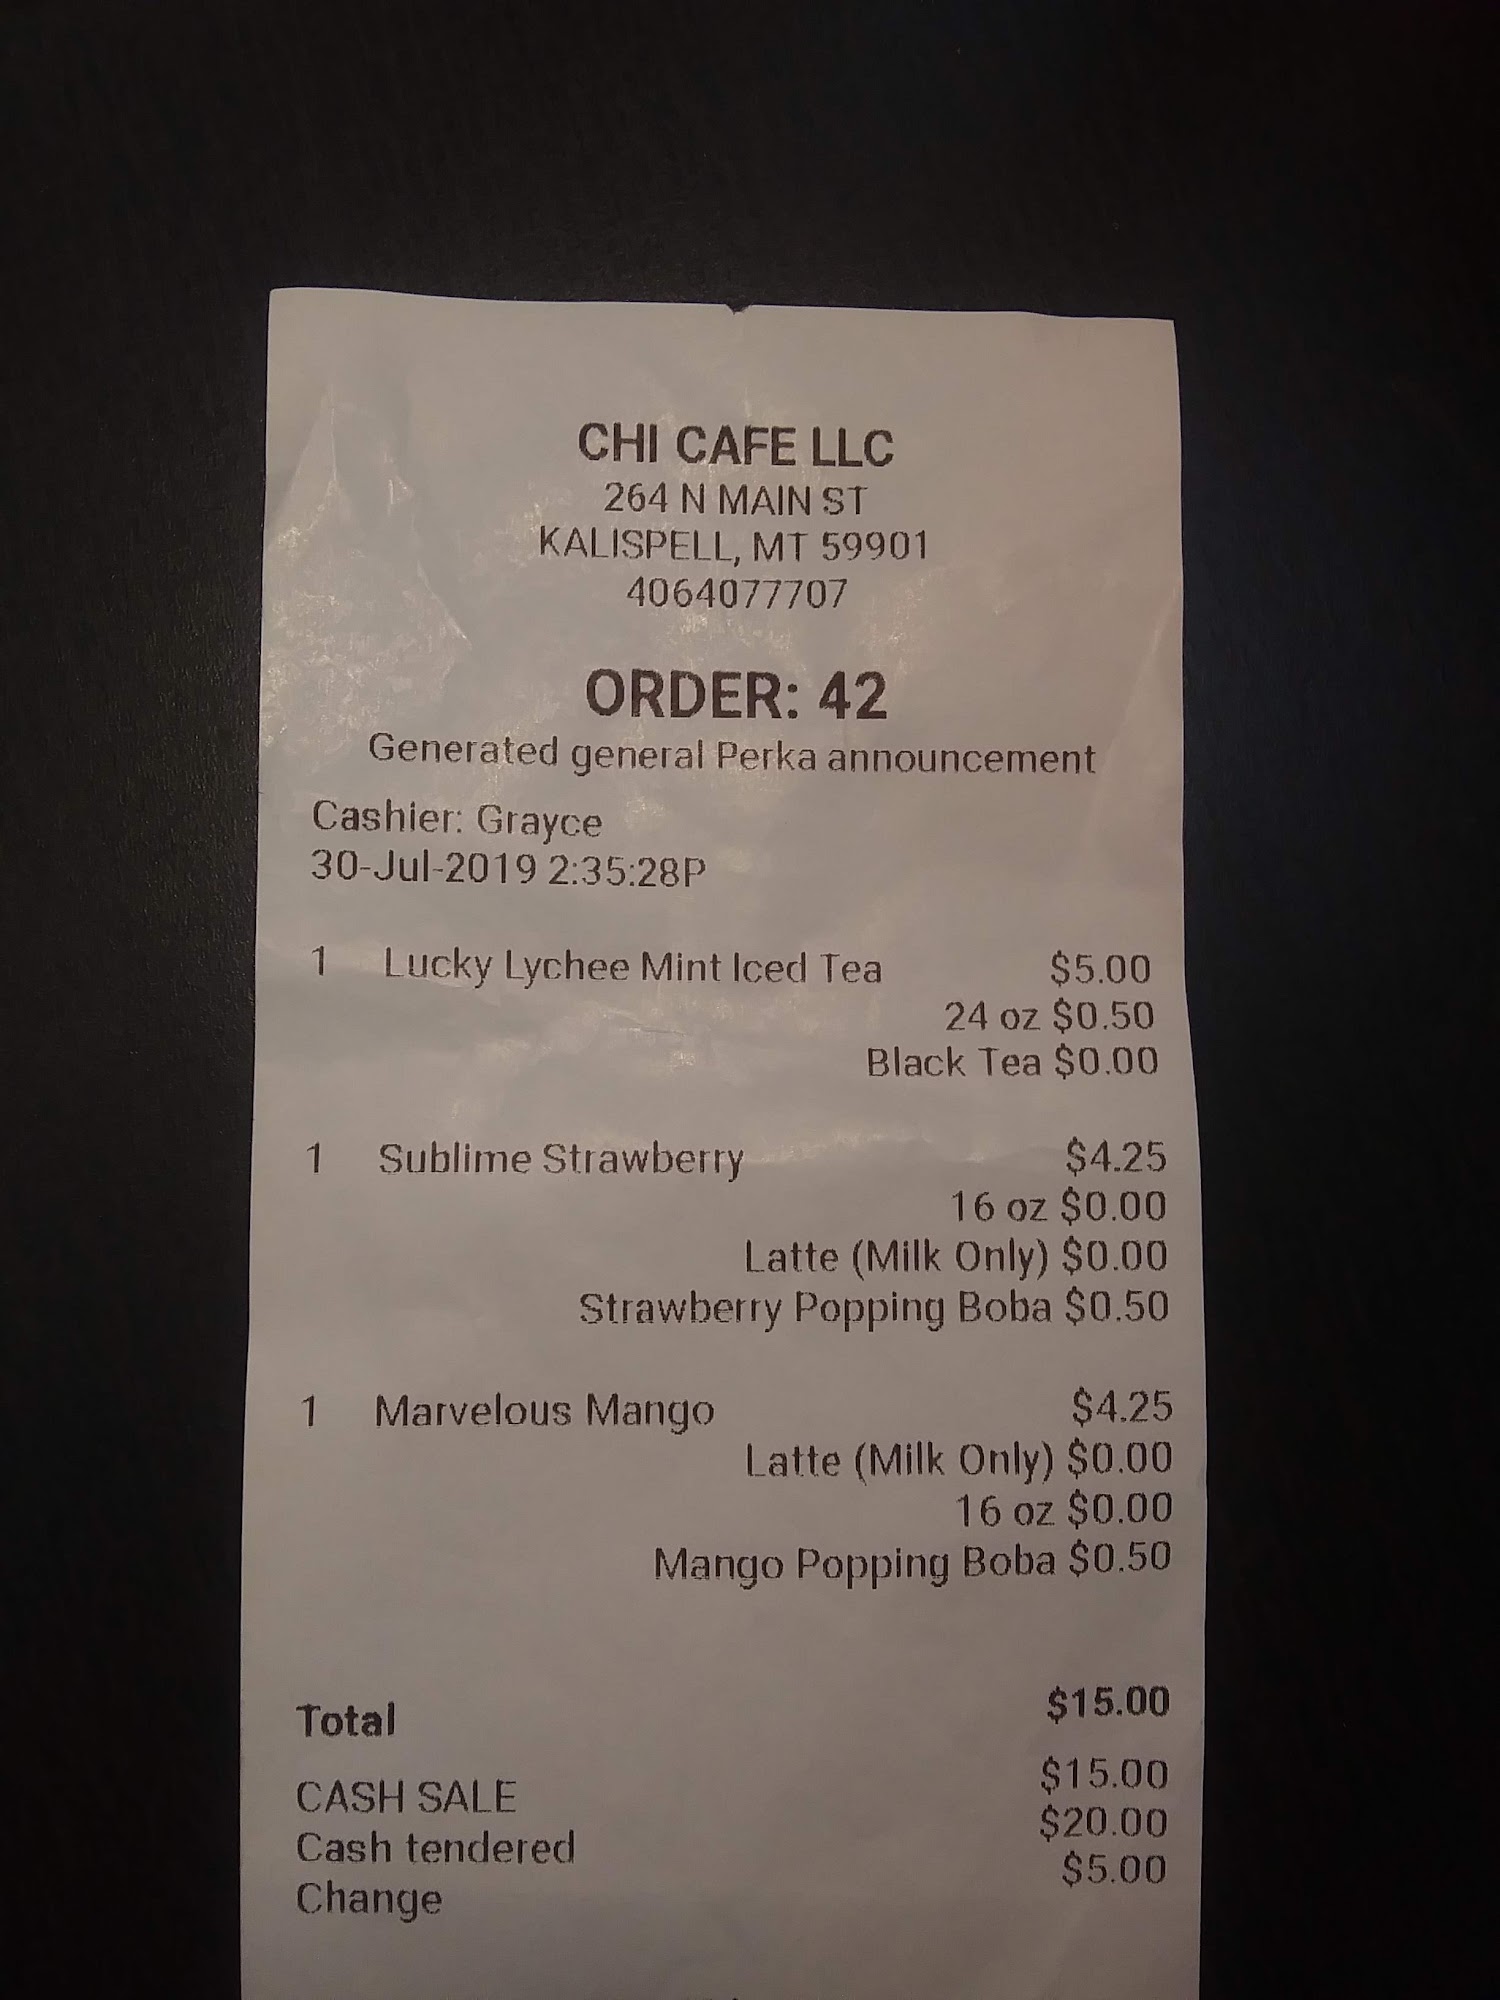 CHI CAFE LLC
264 N MAIN ST
KALISPELL, MT 59901
4064077707
ORDER: 42
Generated general Perka announcement
Cashier: Grayce
30-Jul-2019 2:35:28P
1 Lucky Lychee Mint Iced Tea $5.00
24 oz $0.50
Black Tea $0.00
1 Sublime Strawberry $4.25
16 oz $0.00
Latte (Milk Only) $0.00
Strawberry Popping Boba $0.50
1 Marvelous Mango $4.25
Latte (Milk Only) $0.00
16 oz $0.00
Mango Popping Boba $0.50
Total $15.00
CASH SALE $15.00
Cash tendered $20.00
Change $5.00